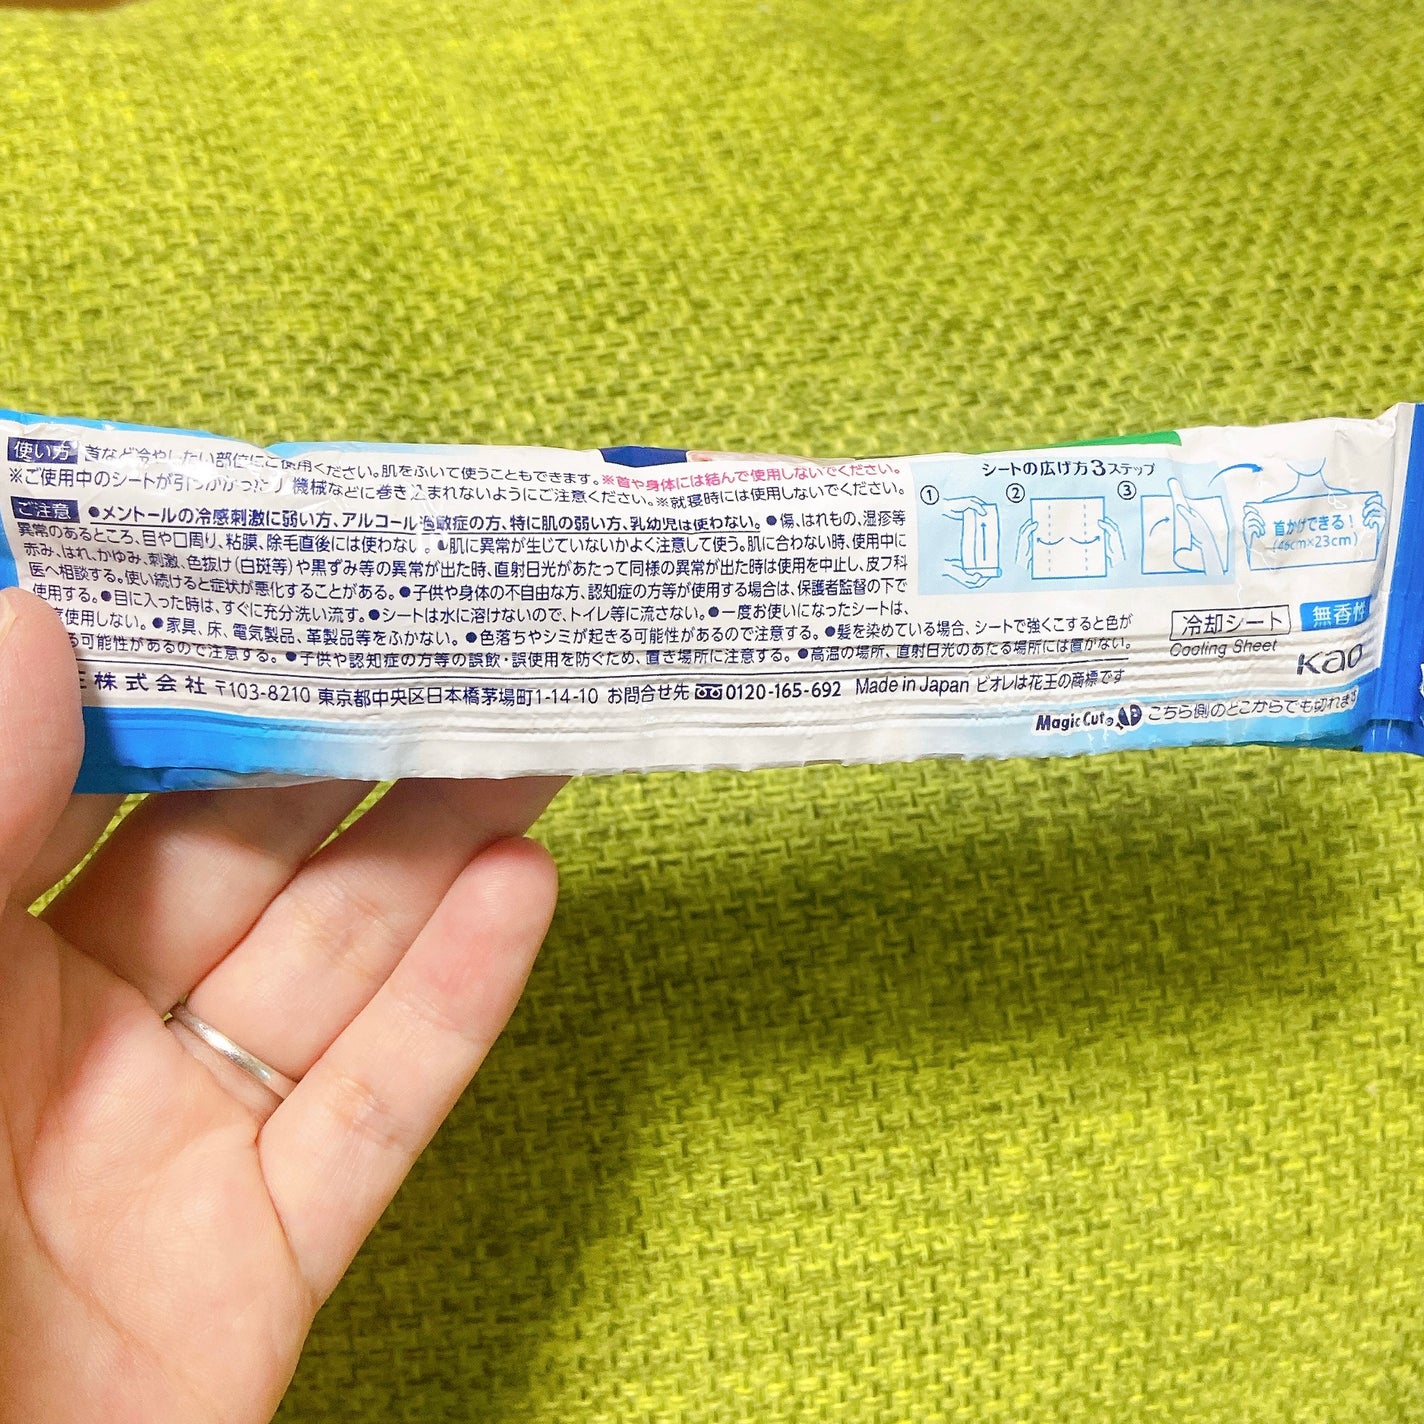 使い方 首など冷やしたい部位にご使用ください。肌をふいて使うこともできます。※首や身体には結んで使用しないでください。
※ご使用中のシートが引っかかったり、機械などに巻き込まれないようにご注意ください。※就寝時には使用しないでください。
ご注意 ●メントールの冷感刺激に弱い方、アルコール過敏症の方、特に肌の弱い方、乳幼児は使わない。●傷、はれもの、湿疹等
異常のあるところ、目や口周り、粘膜、除毛直後には使わない。●肌に異常が生じていないかよく注意して使う。肌に合わない時、使用中に
赤み、はれ、かゆみ、刺激、色抜け(白斑等)や黒ずみ等の異常が出た時、直射日光があたって同様の異常が出た時は使用を中止し、皮フ科
医へ相談する。使い続けると症状が悪化することがある。●子供や身体の不自由な方、認知症の方等が使用する場合は、保護者監督の下で
使用する。●目に入った時は、すぐに充分洗い流す。●シートは水に溶けないので、トイレ等に流さない。●一度お使いになったシートは、
度使用しない。●家具、床、電気製品、革製品等をふかない。●色落ちやシミが起きる可能性があるので注意する。●髪を染めている場合、シートで強くこすると色が
る可能性があるので注意する。●子供や認知症の方等の誤飲・誤使用を防ぐため、置き場所に注意する。●高温の場所、直射日光のあたる場所には置かない。
株式会社 〒103-8210 東京都中央区日本橋茅場町1-14-10 お問合せ先 0120-165-692 Made in Japan ビオレは花王の商標です
シートの広げ方3ステップ
① ② ③
首かけできる!
(46cm×23cm)
冷却シート 無香性
Cooling Sheet
Kao
Magic Cut® こちら側のどこからでも切れます